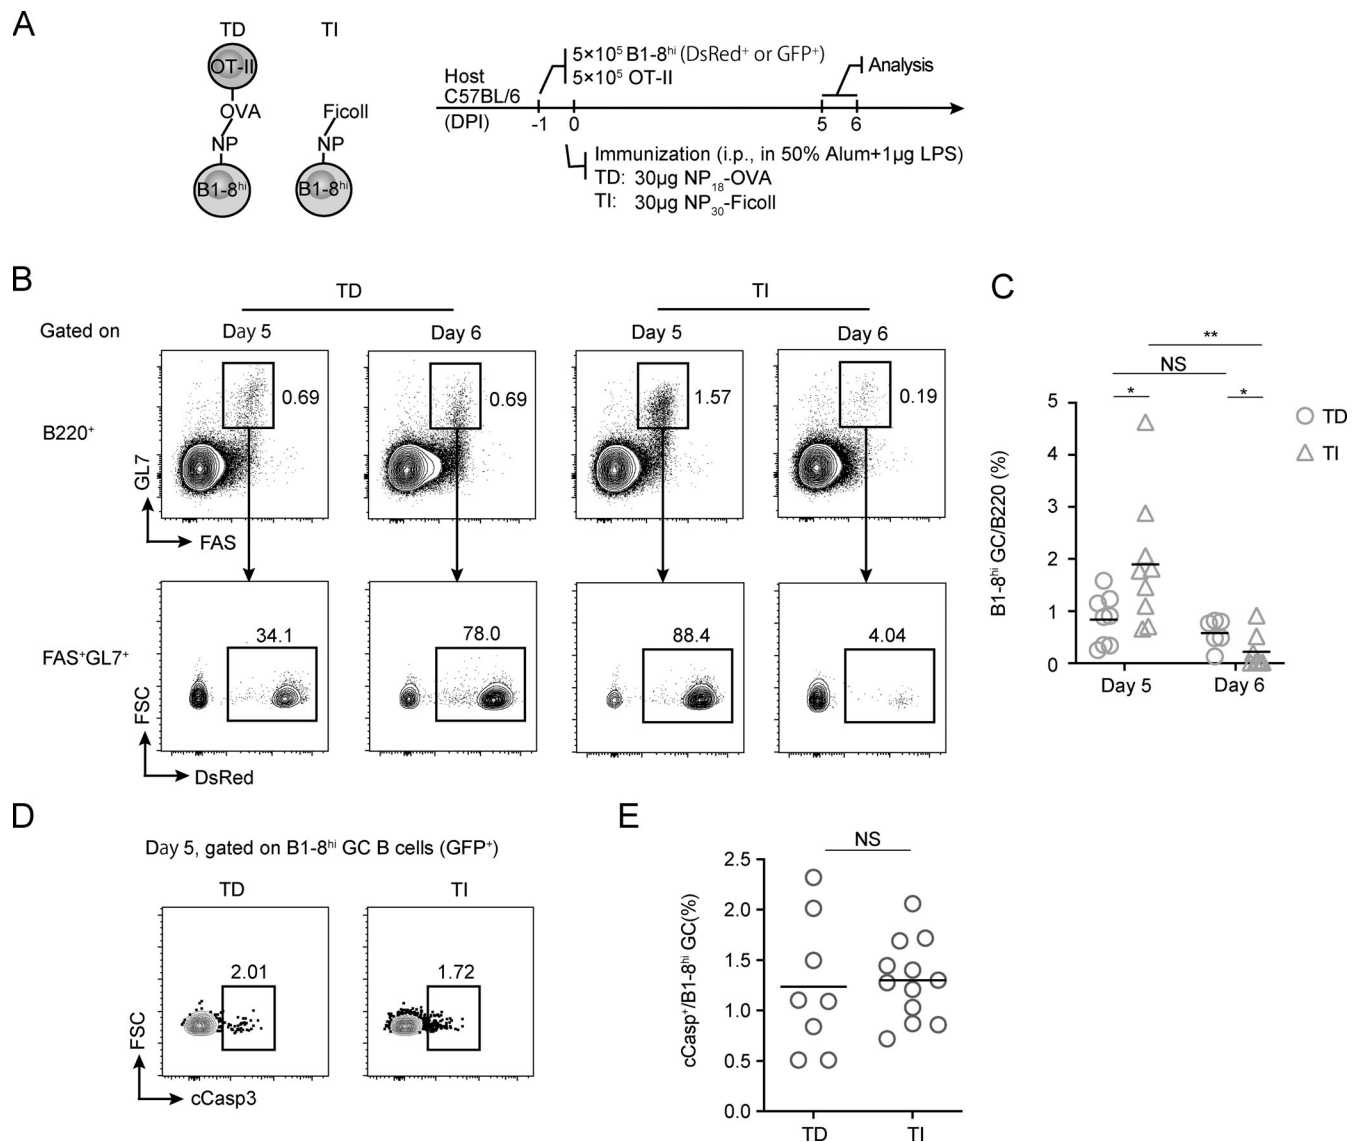 A
TD
TI
OT-II
OVA
NP
B1-8hi
Ficoll
NP
B1-8hi
Host
C57BL/6
(DPI)
5×10⁵ B1-8hi (DsRed⁺ or GFP⁺)
5×10⁵ OT-II
Analysis
-1
0
5
6
Immunization (i.p., in 50% Alum+1µg LPS)
TD: 30µg NP₁₈-OVA
TI: 30µg NP₃₀-Ficoll
B
TD
TI
Gated on
Day 5
Day 6
Day 5
Day 6
B220⁺
0.69
0.69
1.57
0.19
GL7
FAS
FAS⁺GL7⁺
34.1
78.0
88.4
4.04
FSC
DsRed
C
**
NS
*
*
TD
TI
B1-8hi GC/B220 (%)
5
4
3
2
1
0
Day 5
Day 6
D
Day 5, gated on B1-8hi GC B cells (GFP⁺)
TD
TI
2.01
1.72
FSC
cCasp3
E
NS
cCasp⁺/B1-8hi GC(%)
2.5
2.0
1.5
1.0
0.5
0.0
TD
TI